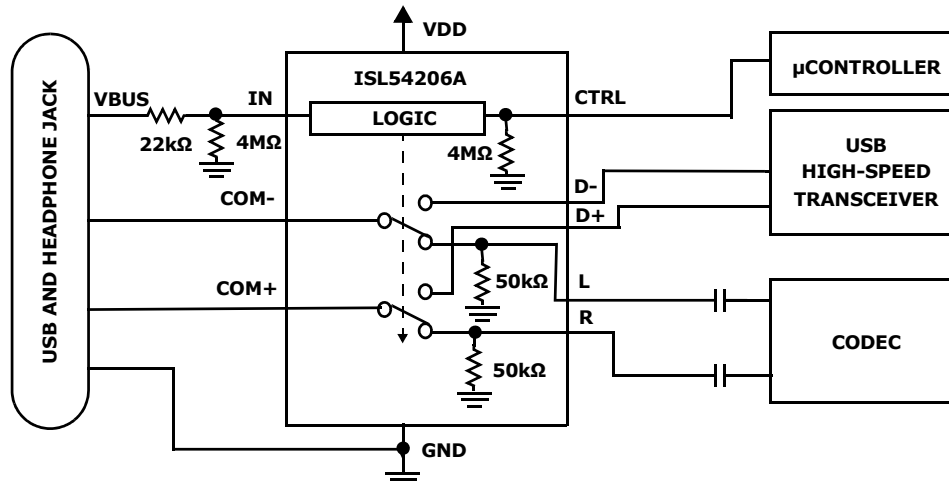 VDD
ISL54206A
µCONTROLLER
VBUS
IN
CTRL
LOGIC
22kΩ
4MΩ
4MΩ
USB
HIGH-SPEED
TRANSCEIVER
D-
COM-
D+
USB AND HEADPHONE JACK
50kΩ
L
COM+
R
CODEC
50kΩ
GND